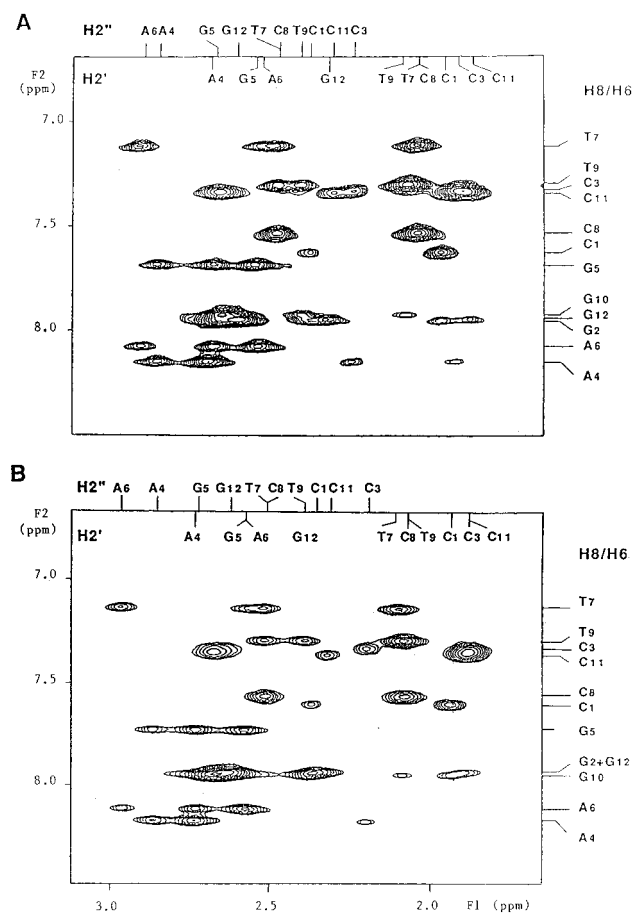 A
H2" A6 A4 G5 G12 T7 C8 T9 C1 C11 C3
F2
(ppm)
H2' A4 G5 A6 G12 T9 T7 C8 C1 C3 C11
H8/H6
7.0
T7
T9
C3
C11
7.5
C8
C1
G5
G10
G12
8.0
G2
A6
A4
B
H2" A6 A4 G5 G12 T7 C8 T9 C1 C11 C3
F2
(ppm)
H2' A4 G5 A6 G12 T7 C8 T9 C1 C3 C11
H8/H6
7.0
T7
T9
C3
C11
7.5
C8
C1
G5
G2+G12
8.0
G10
A6
A4
3.0 2.5 2.0 F1 (ppm)